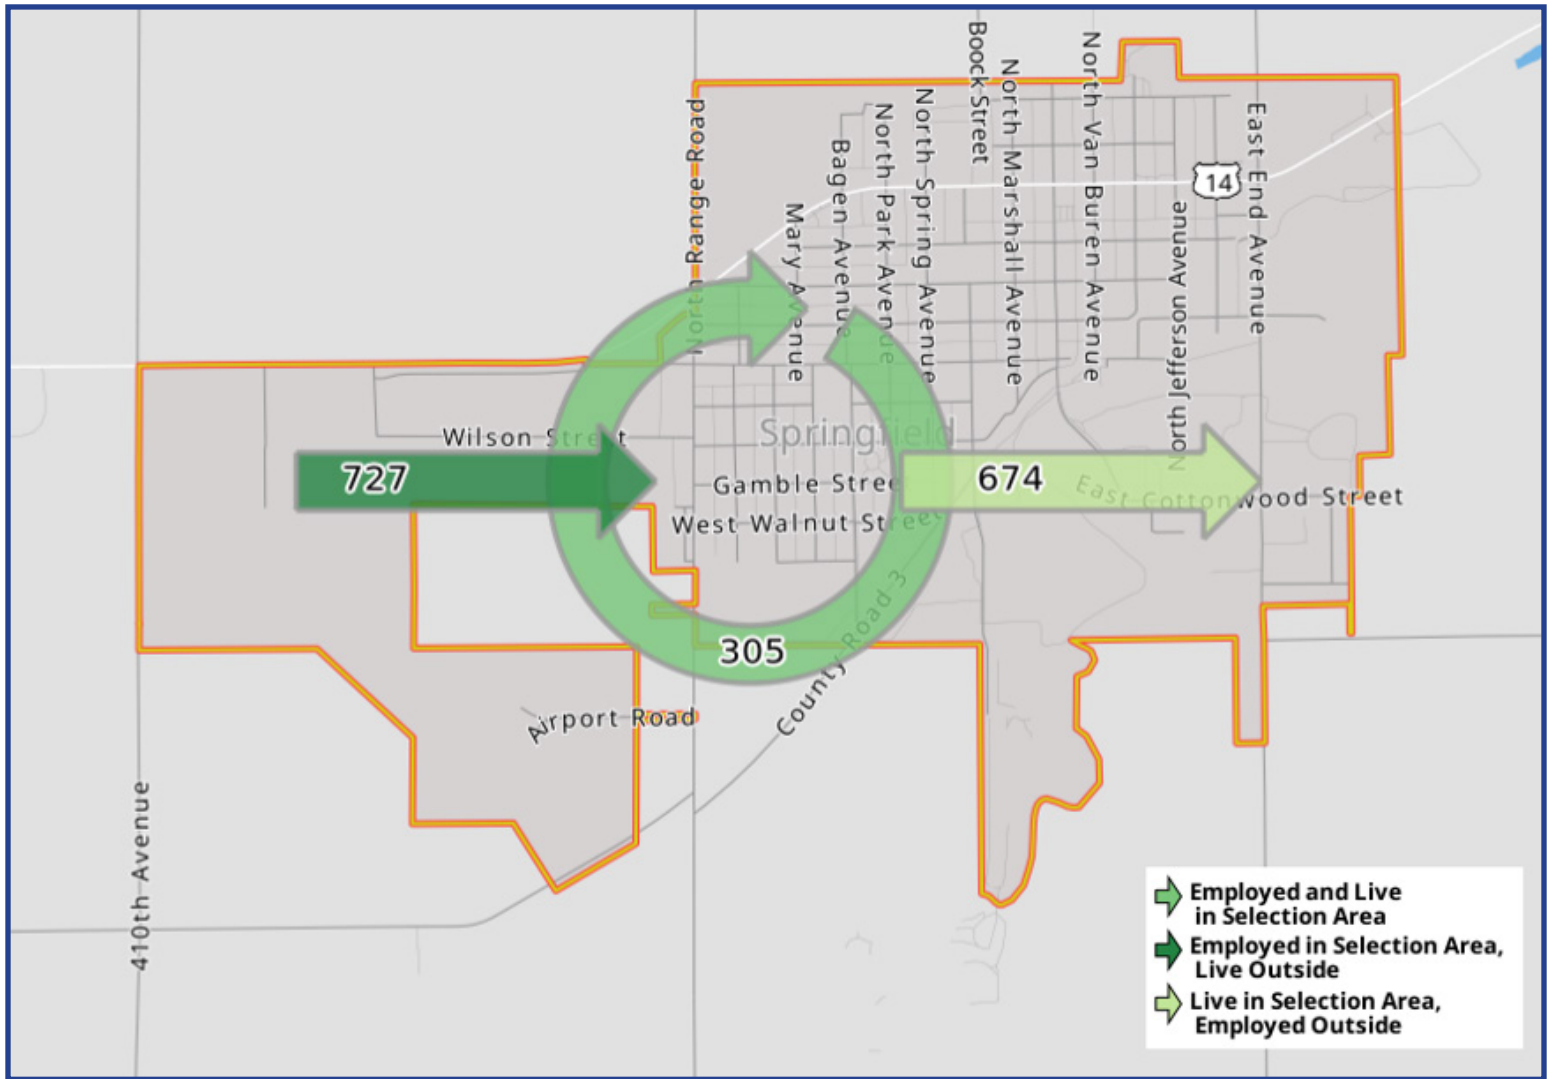 Boock Street
North Marshall Avenue
North Van Buren Avenue
North Spring Avenue
North Park Avenue
Bagen Avenue
Mary Avenue
North Range Road
East End Avenue
14
North Jefferson Avenue
Springfield
Wilson Street
727
674
Gamble Stree
East Cottonwood Street
West Walnut Street
305
County Road 3
Airport Road
410th Avenue
Employed and Live
in Selection Area
Employed in Selection Area,
Live Outside
Live in Selection Area,
Employed Outside